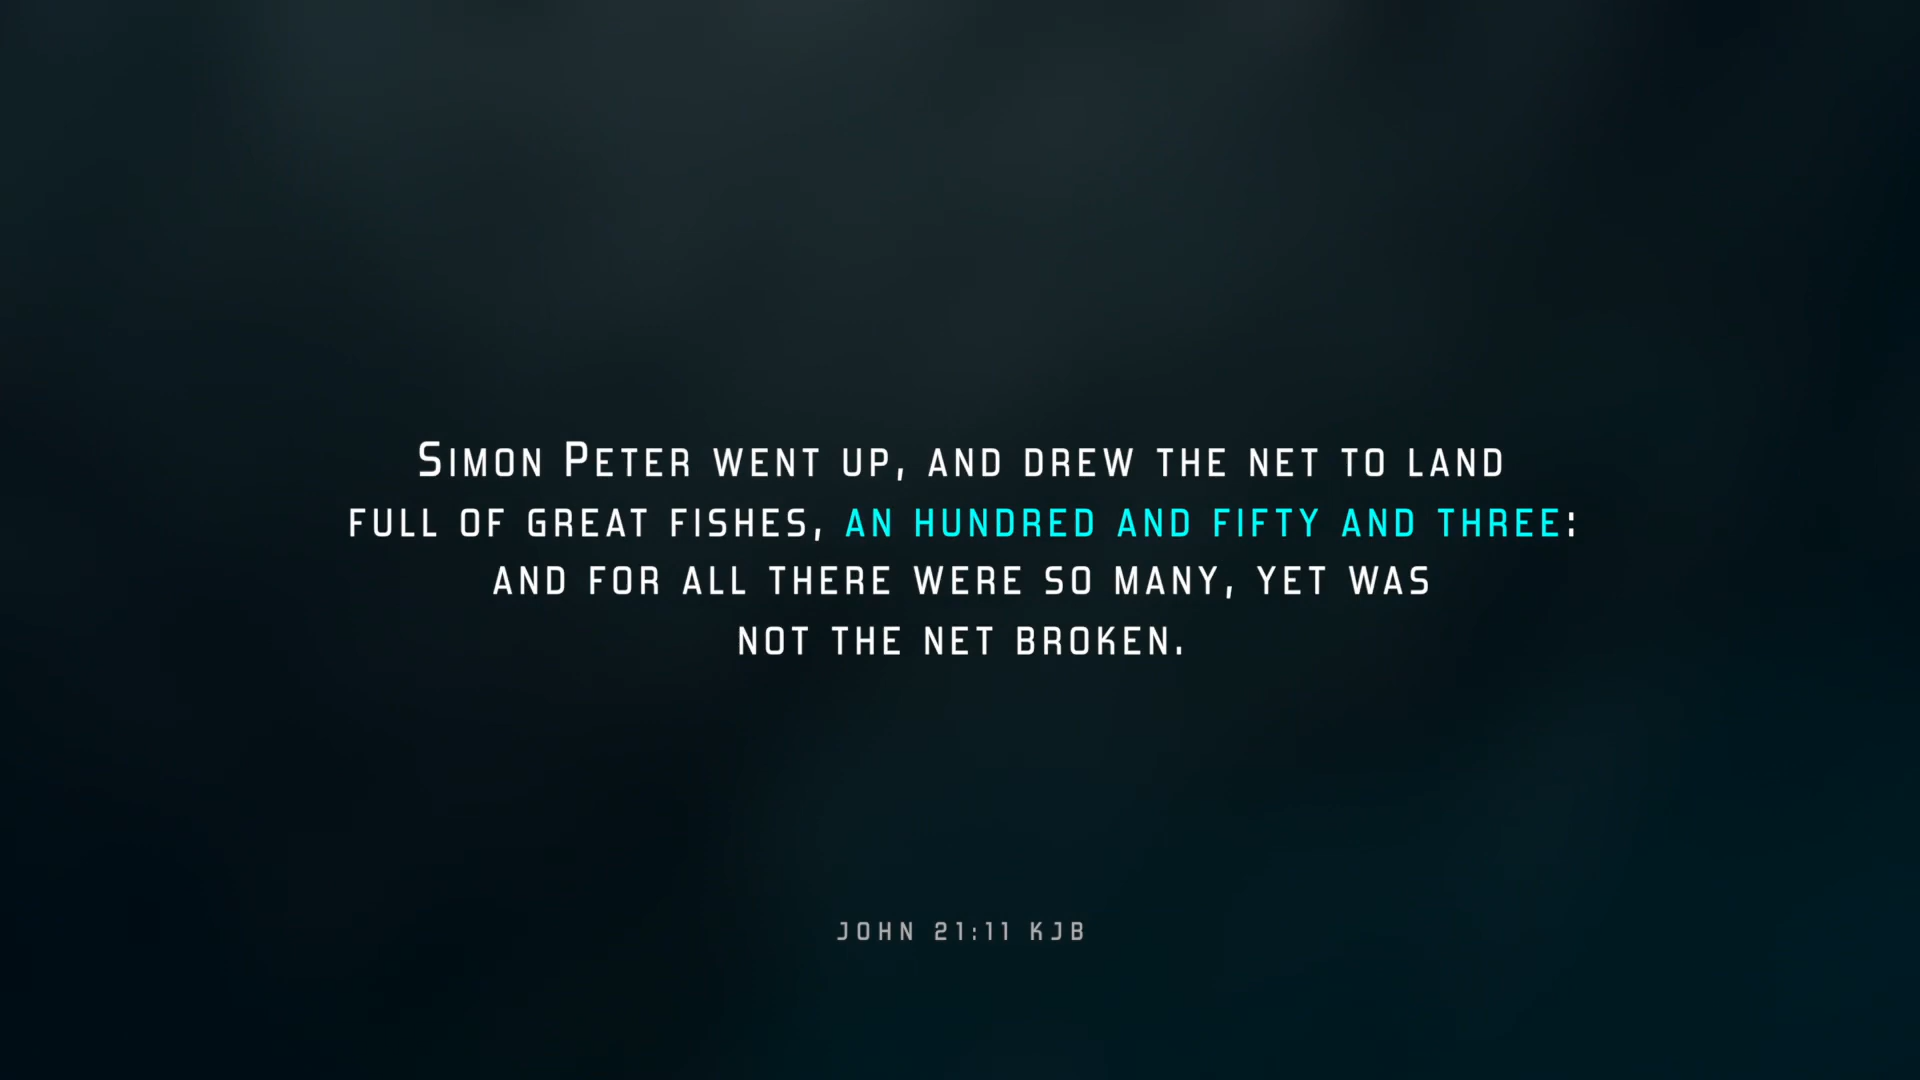 Simon Peter went up, and drew the net to land
full of great fishes, an hundred and fifty and three:
and for all there were so many, yet was
not the net broken.
JOHN 21:11 KJB